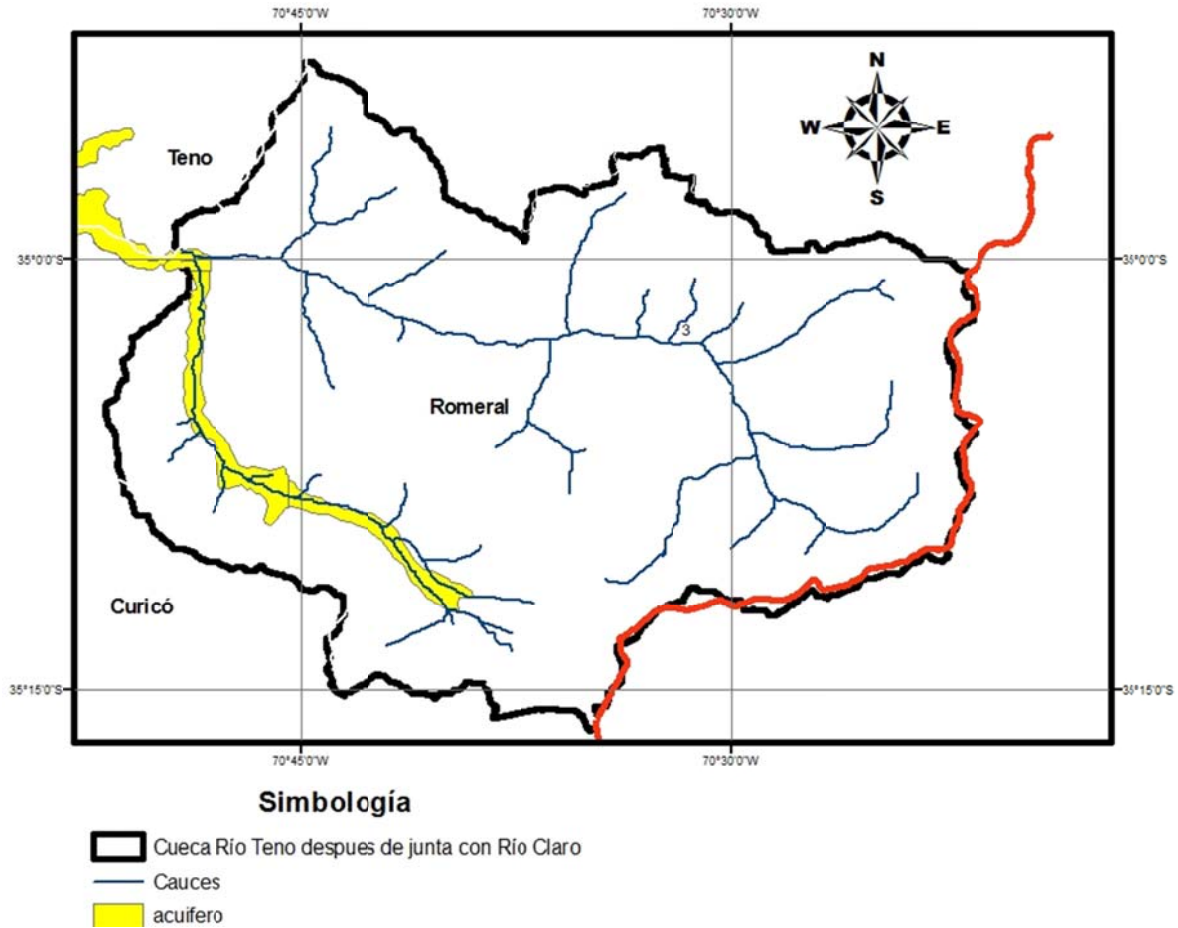 70°45'0"W
70°30'0"W
N
W
E
S
Teno
35°0'0"S
35°0'0"S
3
Romeral
Curicó
35°15'0"S
35°15'0"S
70°45'0"W
70°30'0"W
Simbología
Cueca Río Teno despues de junta con Río Claro
Cauces
acuifero